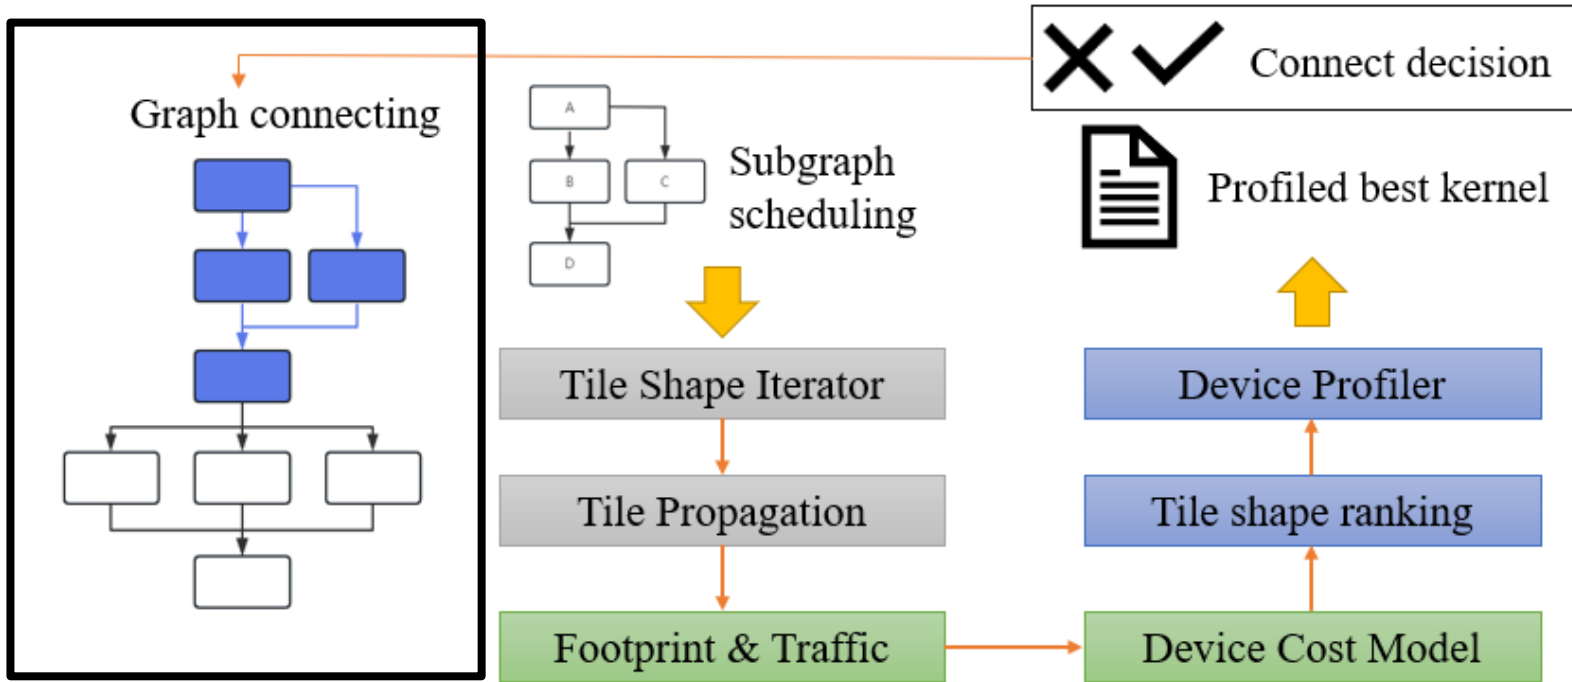 Graph connecting
A
B
C
D
Subgraph
scheduling
Connect decision
Profiled best kernel
Tile Shape Iterator
Tile Propagation
Footprint & Traffic
Device Profiler
Tile shape ranking
Device Cost Model